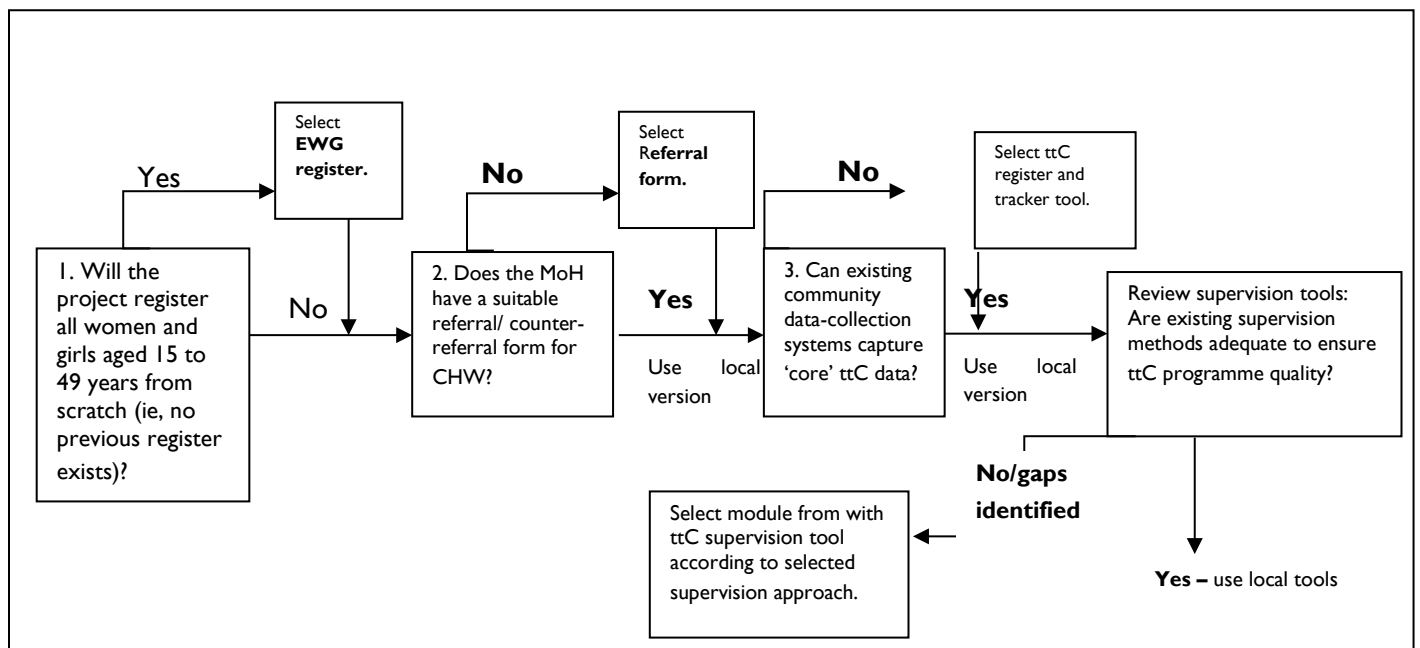 Select
EWG
register.
Yes
1. Will the
project register
all women and
girls aged 15 to
49 years from
scratch (ie, no
previous register
exists)?
No
Select
Referral
form.
No
2. Does the MoH
have a suitable
referral/ counter-
referral form for
CHW?
Yes
Use local
version
No
3. Can existing
community
data-collection
systems capture
‘core’ ttC data?
Select ttC
register and
tracker tool.
Yes
Use local
version
Review supervision tools:
Are existing supervision
methods adequate to ensure
ttC programme quality?
No/gaps
identified
Select module from with
ttC supervision tool
according to selected
supervision approach.
Yes – use local tools